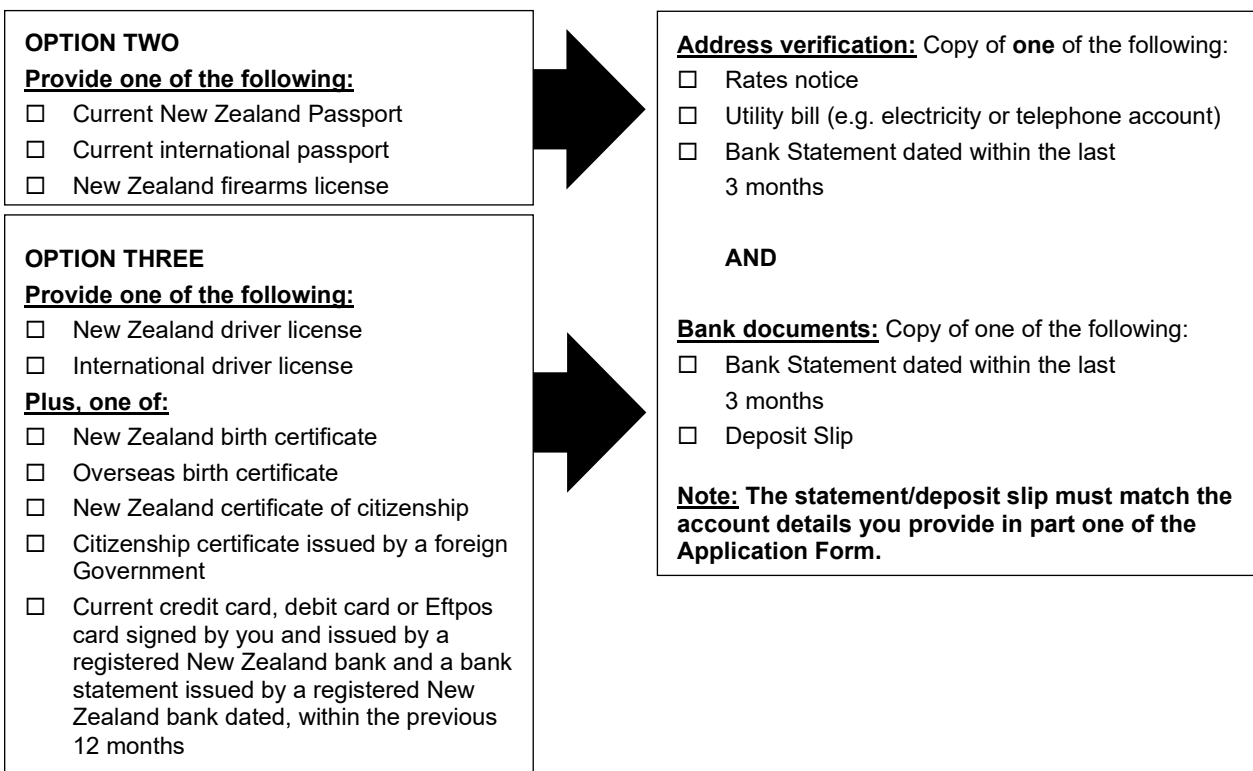 OPTION TWO
Provide one of the following:
☐ Current New Zealand Passport
☐ Current international passport
☐ New Zealand firearms license
OPTION THREE
Provide one of the following:
☐ New Zealand driver license
☐ International driver license
Plus, one of:
☐ New Zealand birth certificate
☐ Overseas birth certificate
☐ New Zealand certificate of citizenship
☐ Citizenship certificate issued by a foreign
Government
☐ Current credit card, debit card or Eftpos
card signed by you and issued by a
registered New Zealand bank and a bank
statement issued by a registered New
Zealand bank dated, within the previous
12 months
Address verification: Copy of one of the following:
☐ Rates notice
☐ Utility bill (e.g. electricity or telephone account)
☐ Bank Statement dated within the last
3 months
AND
Bank documents: Copy of one of the following:
☐ Bank Statement dated within the last
3 months
☐ Deposit Slip
Note: The statement/deposit slip must match the
account details you provide in part one of the
Application Form.